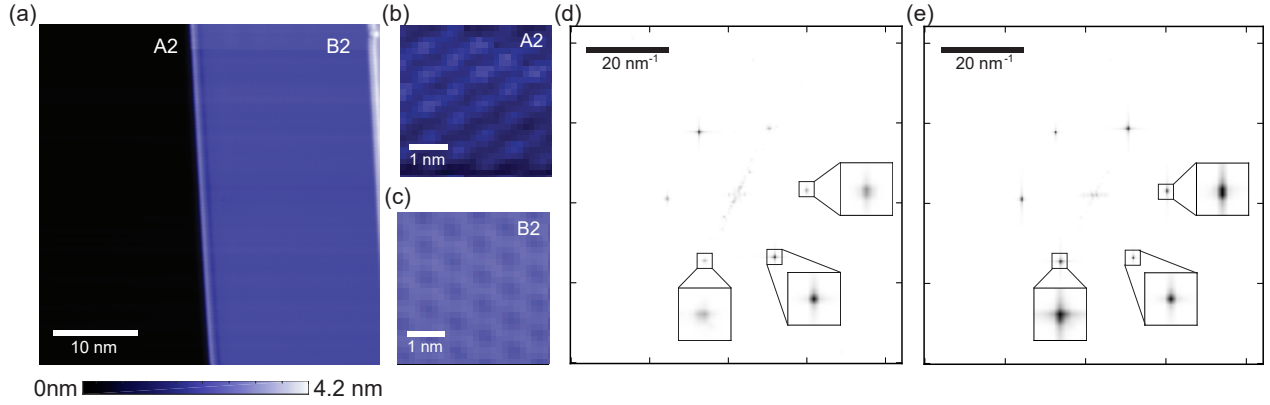 (a)
A2
B2
10 nm
0nm
4.2 nm
(b)
A2
1 nm
(c)
B2
1 nm
(d)
20 nm⁻¹
(e)
20 nm⁻¹